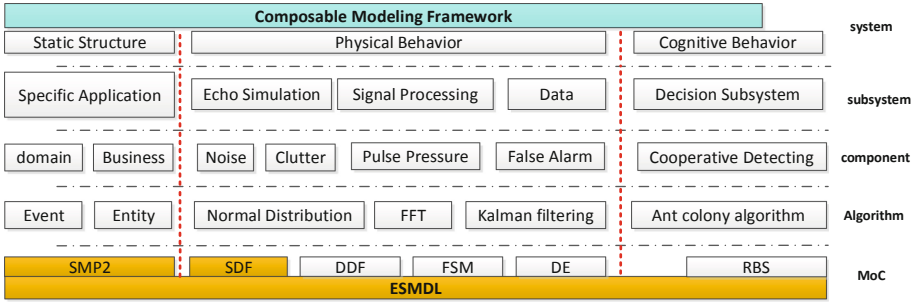 Composable Modeling Framework
system
Static Structure
Physical Behavior
Cognitive Behavior
Specific Application
Echo Simulation
Signal Processing
Data
Decision Subsystem
subsystem
domain
Business
Noise
Clutter
Pulse Pressure
False Alarm
Cooperative Detecting
component
Event
Entity
Normal Distribution
FFT
Kalman filtering
Ant colony algorithm
Algorithm
SMP2
SDF
DDF
FSM
DE
RBS
MoC
ESMDL